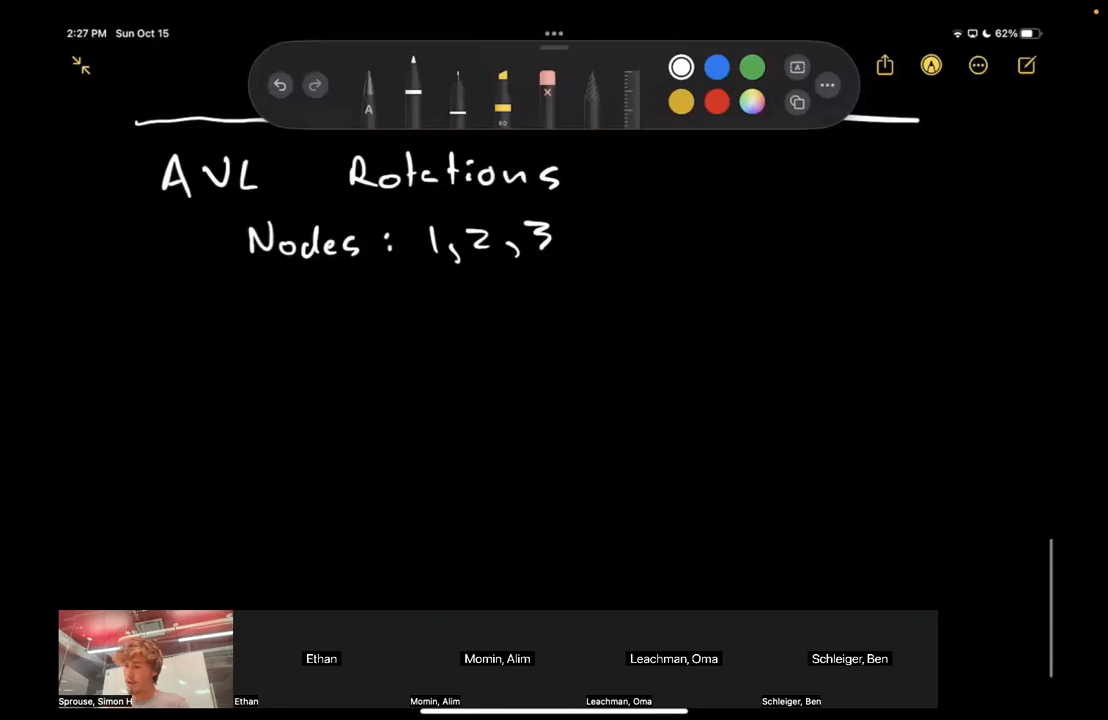 2:27 PM Sun Oct 15
62%
A
A
80
AVL Rotations
Nodes: 1,2,3
Ethan
Momin, Alim
Leachman, Oma
Schleiger, Ben
Sprouse, Simon H
Ethan
Momin, Alim
Leachman, Oma
Schleiger, Ben